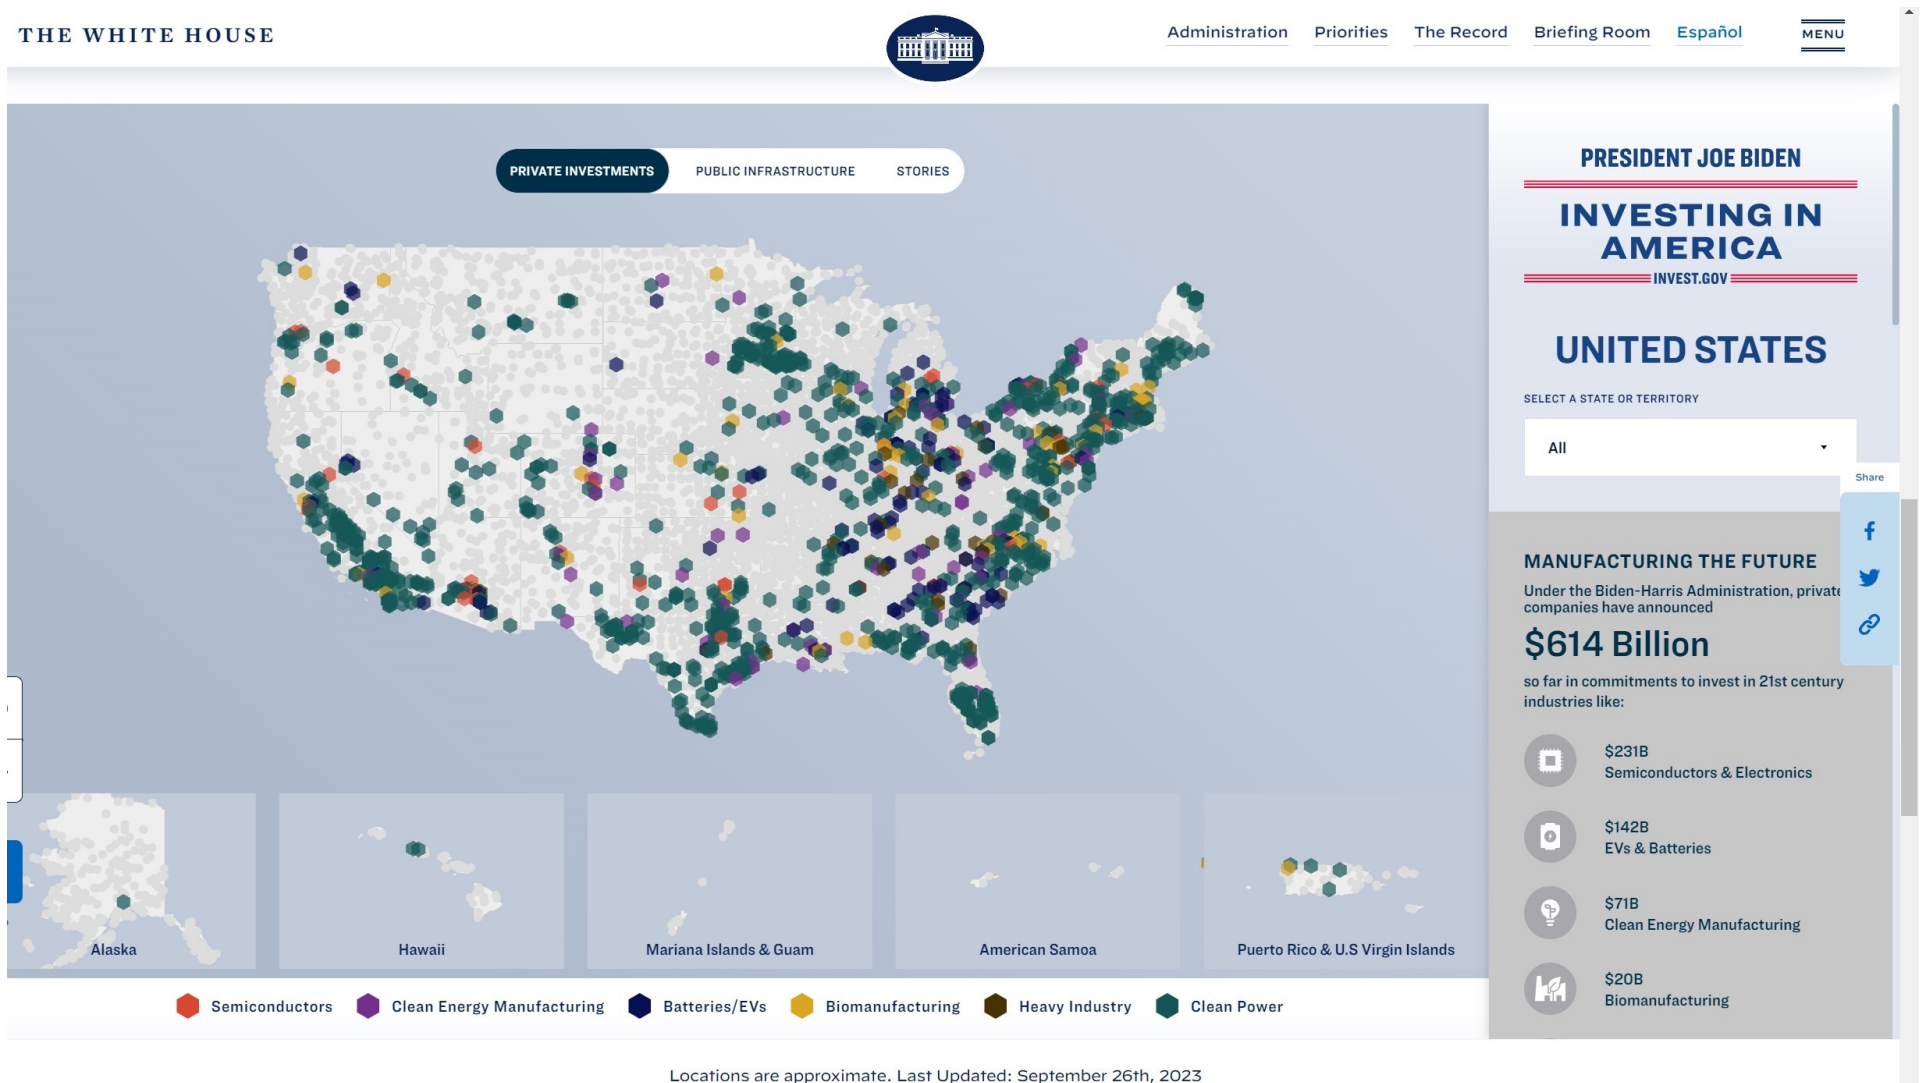 THE WHITE HOUSE
Administration
Priorities
The Record
Briefing Room
Español
MENU
PRIVATE INVESTMENTS
PUBLIC INFRASTRUCTURE
STORIES
Alaska
Hawaii
Mariana Islands & Guam
American Samoa
Puerto Rico & U.S Virgin Islands
Semiconductors
Clean Energy Manufacturing
Batteries/EVs
Biomanufacturing
Heavy Industry
Clean Power
PRESIDENT JOE BIDEN
INVESTING IN
AMERICA
INVEST.GOV
UNITED STATES
SELECT A STATE OR TERRITORY
All
Share
MANUFACTURING THE FUTURE
Under the Biden-Harris Administration, private
companies have announced
$614 Billion
so far in commitments to invest in 21st century
industries like:
$231B
Semiconductors & Electronics
$142B
EVs & Batteries
$71B
Clean Energy Manufacturing
$20B
Biomanufacturing
Locations are approximate. Last Updated: September 26th, 2023